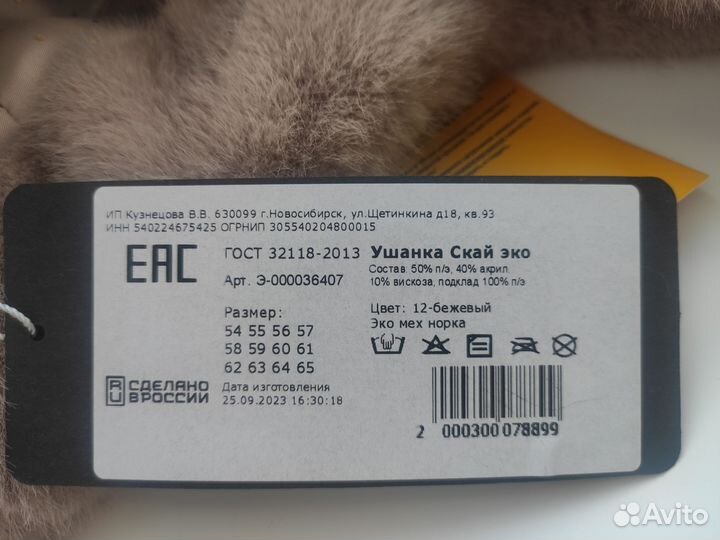 ИП Кузнецова В.В. 630099 г.Новосибирск, ул.Щетинкина д18, кв.93
ИНН 540224675425 ОГРНИП 305540204800015
ЕАС
ГОСТ 32118-2013
Арт. Э-000036407
Размер:
54 55 56 57
58 59 60 61
62 63 64 65
Дата изготовления
25.09.2023 16:30:18
СДЕЛАНО
В РОССИИ
Ушанка Скай эко
Состав: 50% п/э, 40% акрил
10% вискоза, подклад 100% п/э
Цвет: 12-бежевый
Эко мех норка
2 000300 078899
Avito